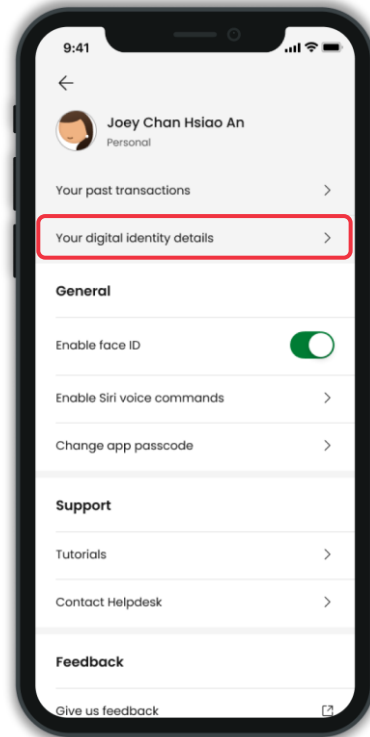 9:41
Joey Chan Hsiao An
Personal
Your past transactions
Your digital identity details
General
Enable face ID
Enable Siri voice commands
Change app passcode
Support
Tutorials
Contact Helpdesk
Feedback
Give us feedback